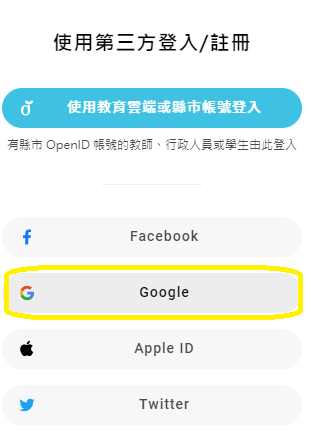 使用第三方登入/註冊
使用教育雲端或縣市帳號登入
有縣市 OpenID 帳號的教師、行政人員或學生由此登入
Facebook
Google
Apple ID
Twitter